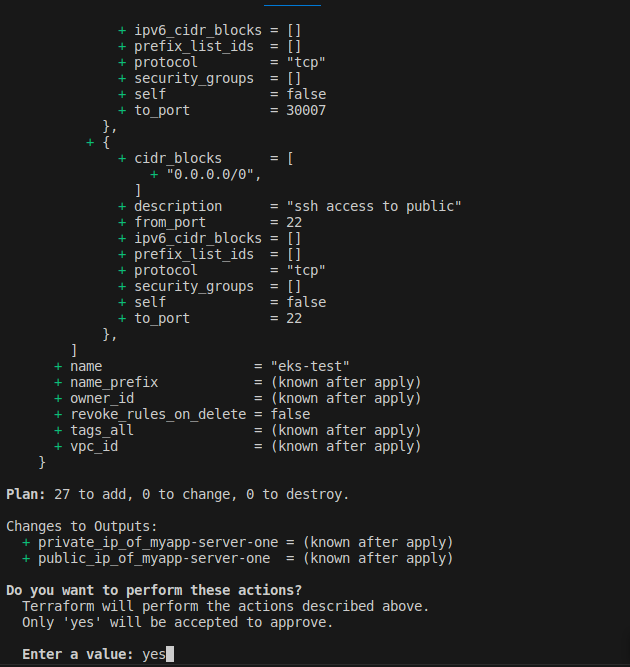 + ipv6_cidr_blocks = []
+ prefix_list_ids  = []
+ protocol         = "tcp"
+ security_groups  = []
+ self             = false
+ to_port          = 30007
},
+ {
+ cidr_blocks      = [
+ "0.0.0.0/0",
]
+ description      = "ssh access to public"
+ from_port        = 22
+ ipv6_cidr_blocks = []
+ prefix_list_ids  = []
+ protocol         = "tcp"
+ security_groups  = []
+ self             = false
+ to_port          = 22
},
]
+ name                   = "eks-test"
+ name_prefix            = (known after apply)
+ owner_id               = (known after apply)
+ revoke_rules_on_delete = false
+ tags_all               = (known after apply)
+ vpc_id                 = (known after apply)
}
Plan: 27 to add, 0 to change, 0 to destroy.
Changes to Outputs:
+ private_ip_of_myapp-server-one = (known after apply)
+ public_ip_of_myapp-server-one  = (known after apply)
Do you want to perform these actions?
Terraform will perform the actions described above.
Only 'yes' will be accepted to approve.
Enter a value: yes